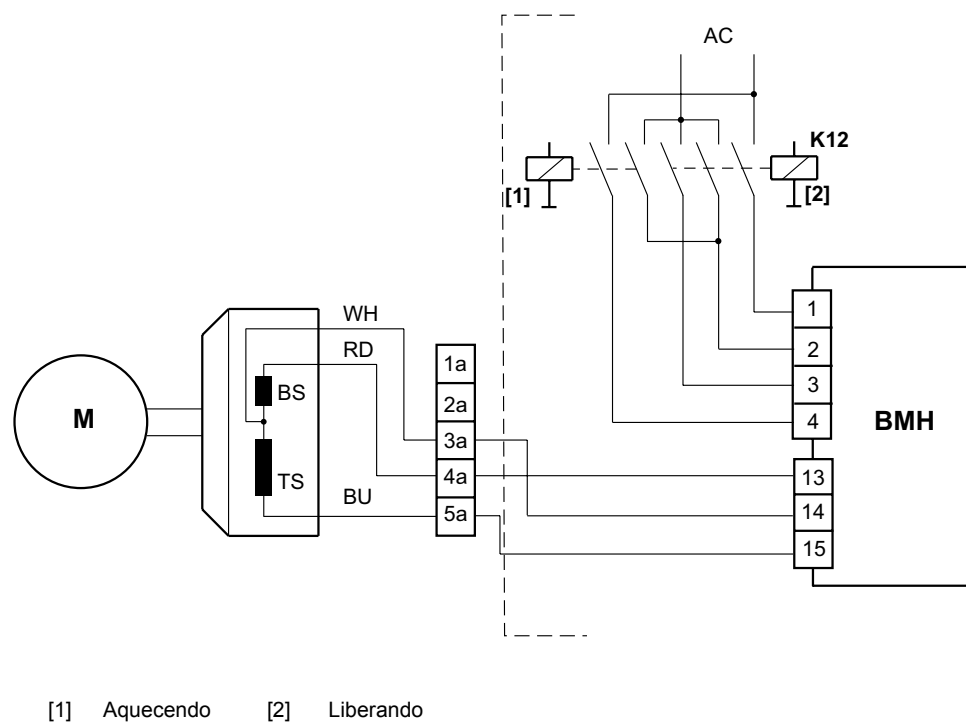 AC
K12
[1]
[2]
WH
RD
BS
TS
BU
M
1a
2a
3a
4a
5a
1
2
3
4
BMH
13
14
15
[1] Aquecendo [2] Liberando